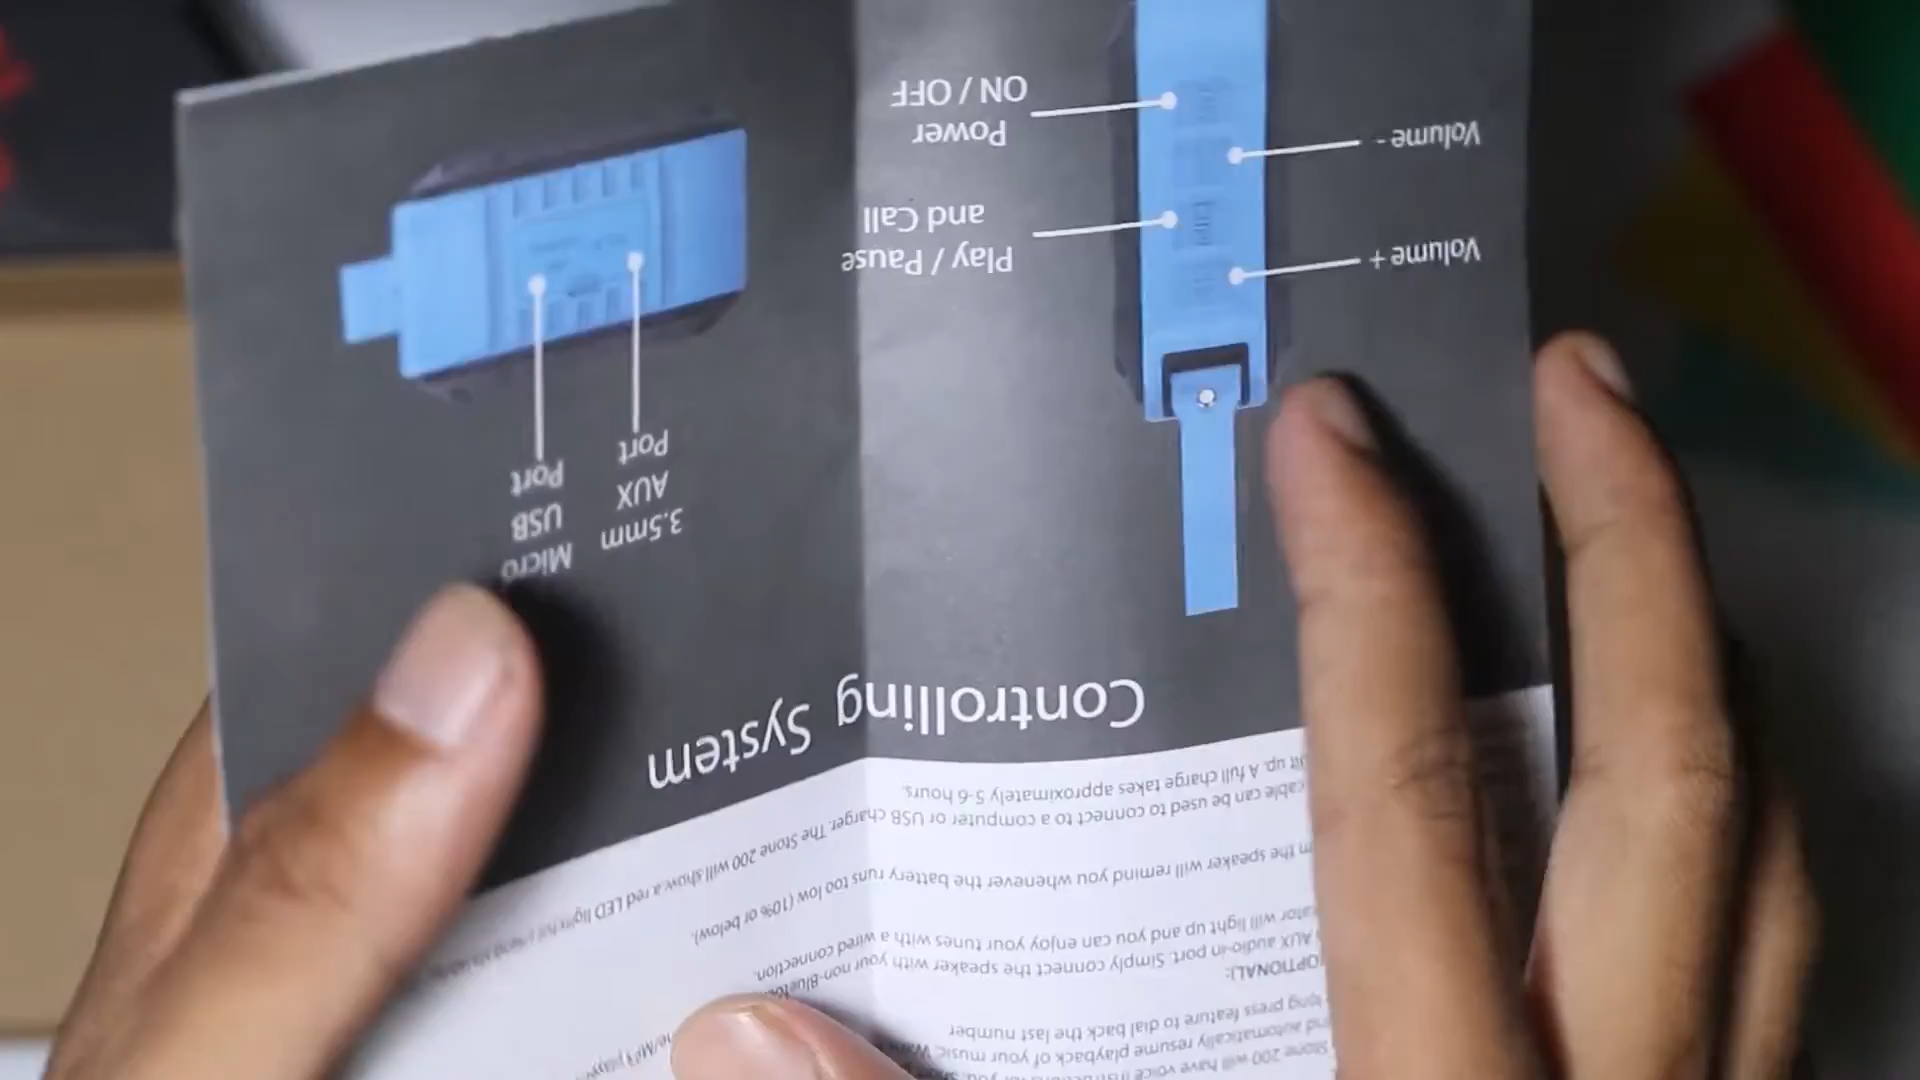 Stone 200 will have voice
automatically resume playback of your music.
long press feature to dial back the last number
OPTIONAL):
AUX audio-in port. Simply connect the speaker with your
will light up and you can enjoy your tunes with a wired connection.
the speaker will remind you whenever the battery runs too low (10% or below).
cable can be used to connect to a computer or USB charger. The Stone 200 will show a red LED light
up. A full charge takes approximately 5-6 hours.
Controlling System
Volume +
Volume -
Play / Pause
and Call
Power
ON / OFF
3.5mm
AUX
Port
Micro
USB
Port